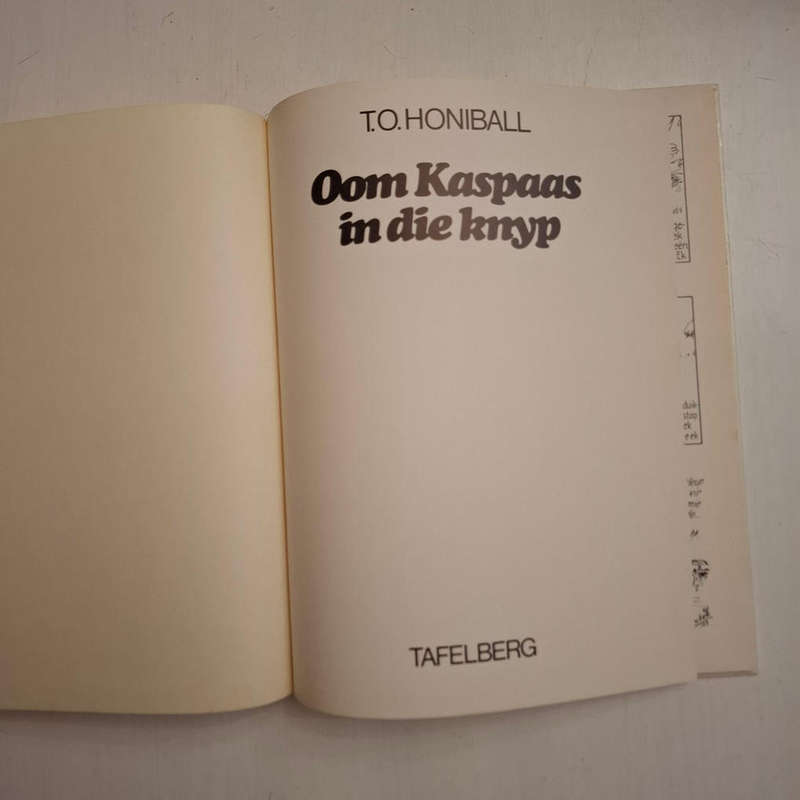 T.O. HONIBALL
Oom Kaspaas
in die knyp
TAFELBERG